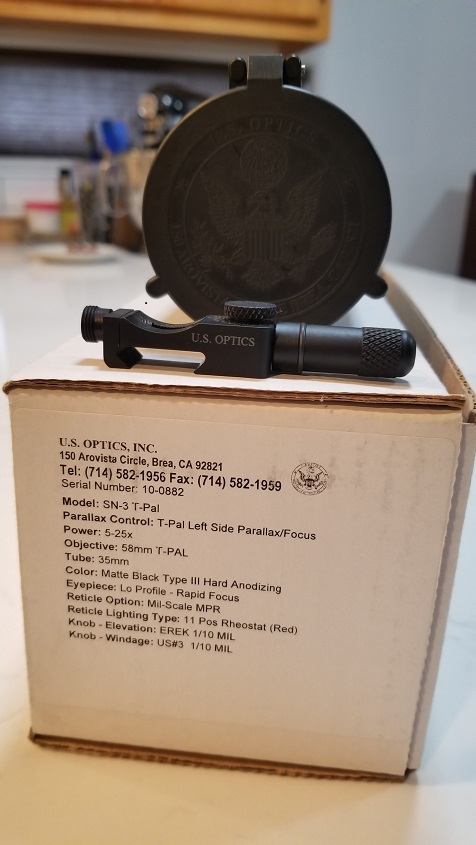 U.S. OPTICS
U.S. OPTICS
U.S. OPTICS, INC.
150 Arovista Circle, Brea, CA 92821
Tel: (714) 582-1956 Fax: (714) 582-1959
Serial Number: 10-0882
Model: SN-3 T-Pal
Parallax Control: T-Pal Left Side Parallax/Focus
Power: 5-25x
Objective: 58mm T-PAL
Tube: 35mm
Color: Matte Black Type III Hard Anodizing
Eyepiece: Lo Profile - Rapid Focus
Reticle Option: Mil-Scale MPR
Reticle Lighting Type: 11 Pos Rheostat (Red)
Knob - Elevation: EREK 1/10 MIL
Knob - Windage: US#3 1/10 MIL